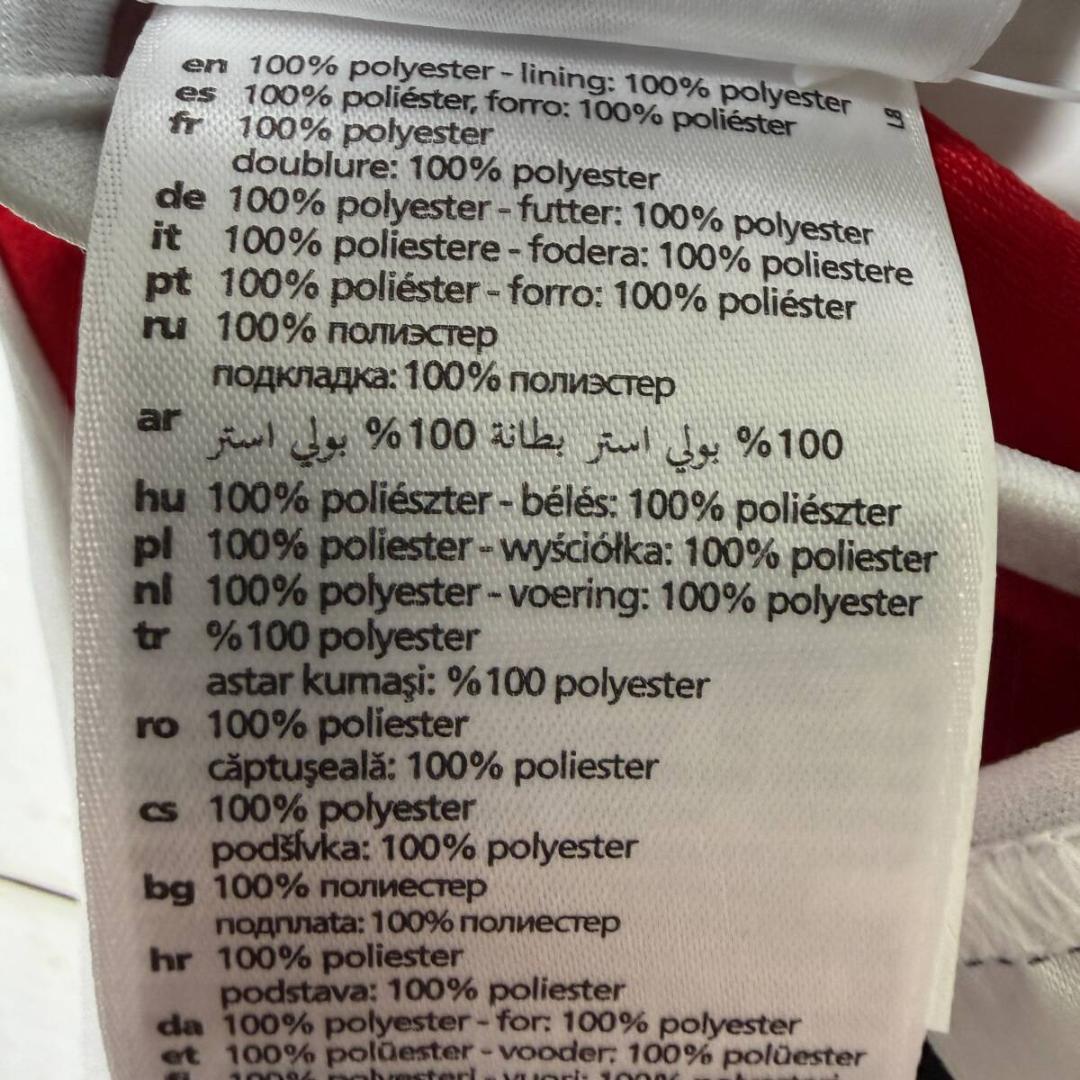 en 100% polyester - lining: 100% polyester
es 100% poliéster, forro: 100% poliéster
fr 100% polyester
doublure: 100% polyester
de 100% polyester - futter: 100% polyester
it 100% poliestere - fodera: 100% poliestere
pt 100% poliéster - forro: 100% poliéster
ru 100% полиэстер
подкладка: 100% полиэстер
ar 100% بولي استر بطانة 100% بولي استر
hu 100% poliészter - bélés: 100% poliészter
pl 100% poliester - wyściółka: 100% poliester
nl 100% polyester - voering: 100% polyester
tr %100 polyester
astar kumaşi: %100 polyester
ro 100% poliester
căptuşeală: 100% poliester
cs 100% polyester
podšívka: 100% polyester
bg 100% полиестер
подплата: 100% полиестер
hr 100% poliester
podstava: 100% poliester
da 100% polyester - for: 100% polyester
et 100% polüester - vooder: 100% polüester